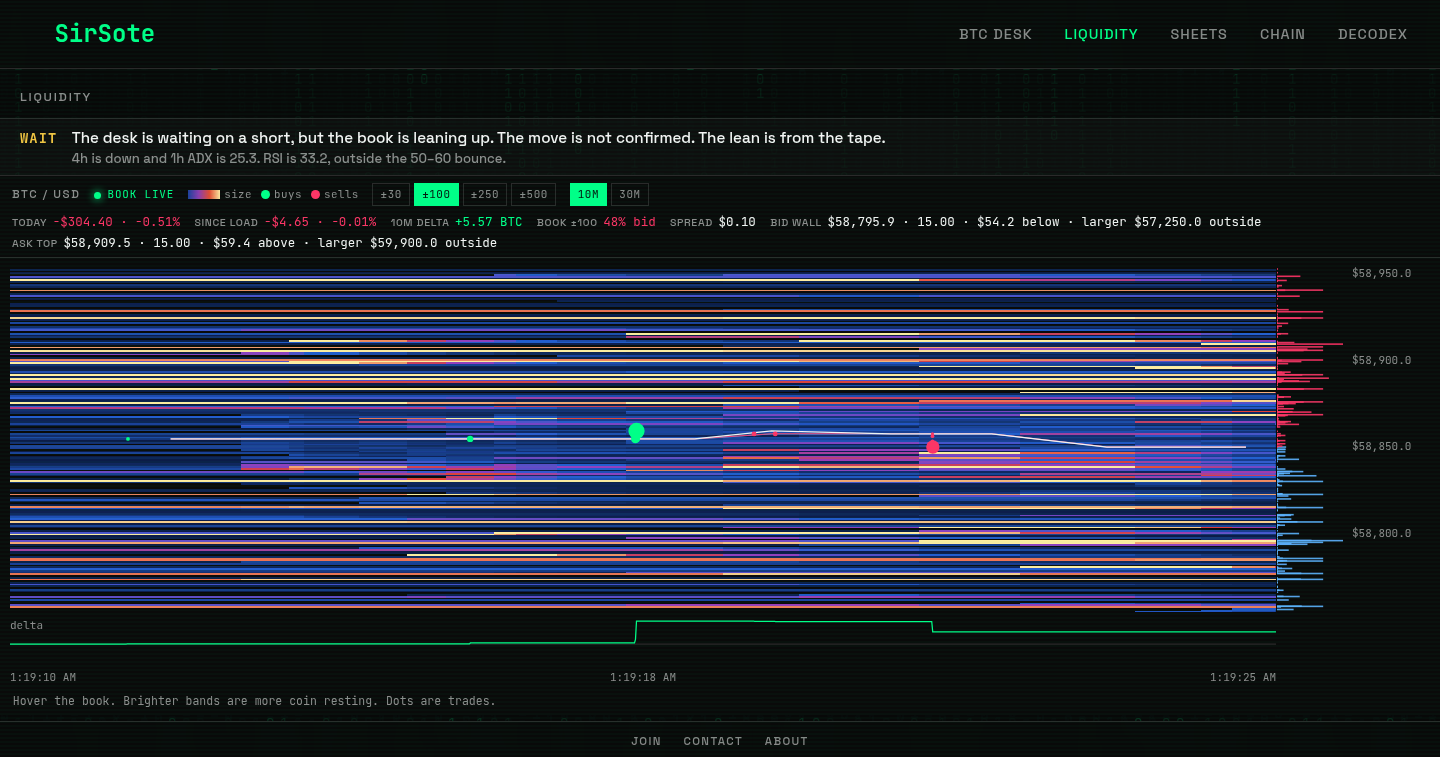 SirSote
BTC DESK LIQUIDITY SHEETS CHAIN DECODEX
LIQUIDITY
WAIT The desk is waiting on a short, but the book is leaning up. The move is not confirmed. The lean is from the tape.
4h is down and 1h ADX is 25.3. RSI is 33.2, outside the 50–60 bounce.
BTC / USD BOOK LIVE size buys sells ±30 ±100 ±250 ±500 10M 30M
TODAY -$304.40 · -0.51% SINCE LOAD -$4.65 · -0.01% 10M DELTA +5.57 BTC BOOK ±100 48% bid SPREAD $0.10 BID WALL $58,795.9 · 15.00 · $54.2 below · larger $57,250.0 outside
ASK TOP $58,909.5 · 15.00 · $59.4 above · larger $59,900.0 outside
$58,950.0
$58,900.0
$58,850.0
$58,800.0
delta
1:19:10 AM 1:19:18 AM 1:19:25 AM
Hover the book. Brighter bands are more coin resting. Dots are trades.
JOIN CONTACT ABOUT